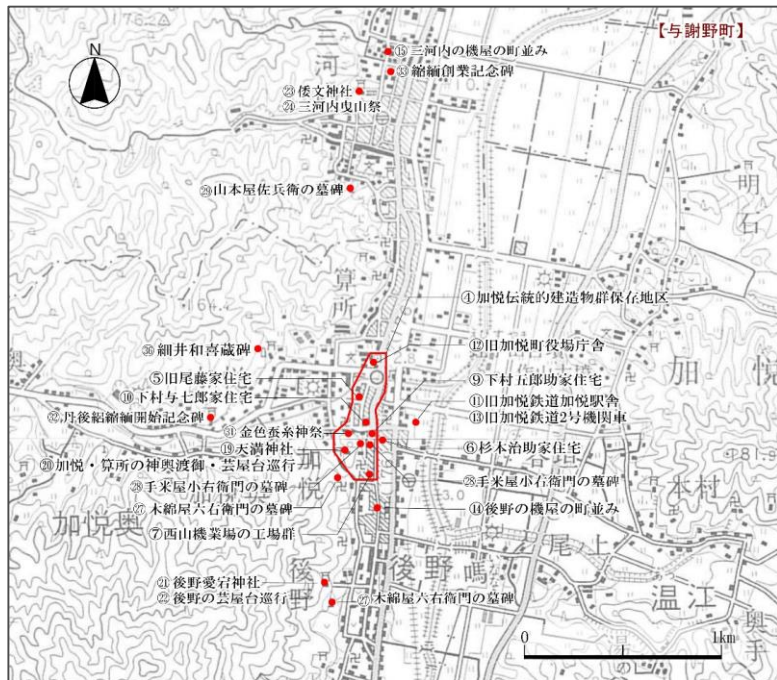 【与謝野町】
N
三河
⑮三河内の機屋の町並み
㉝縮緬創業記念碑
㉓倭文神社
㉔三河内曳山祭
㉙山本屋佐兵衛の墓碑
明石
算所
④加悦伝統的建造物群保存地区
⑫旧加悦町役場庁舎
㊱細井和喜蔵碑
⑤旧尾藤家住宅
⑨下村五郎助家住宅
加悦
⑩下村与七郎家住宅
⑪旧加悦鉄道加悦駅舎
㉜丹後絽縮緬開始記念碑
⑬旧加悦鉄道2号機関車
㉛金色蚕糸神祭
⑥杉本治助家住宅
⑲天満神社
⑳加悦・算所の神輿渡御・芸屋台巡行
㉘手米屋小右衛門の墓碑
㉘手米屋小右衛門の墓碑
㉗木綿屋六右衛門の墓碑
⑭後野の機屋の町並み
加悦奥
加悦
⑦西山機業場の工場群
尾上
後野
後野
㉑後野愛宕神社
㉒後野の芸屋台巡行
㉗木綿屋六右衛門の墓碑
温江
奥手
0
1km